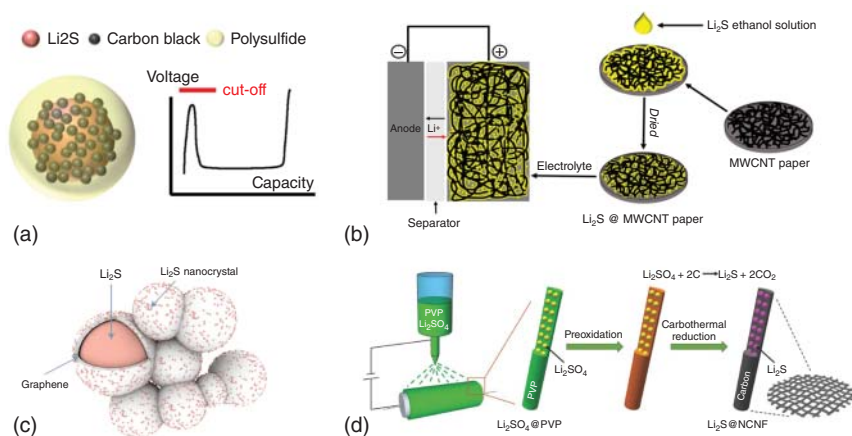 Li2S Carbon black Polysulfide
Voltage
cut-off
Capacity
(a)
Li₂S ethanol solution
Dried
MWCNT paper
Li₂S @ MWCNT paper
Electrolyte
−
+
Anode
Li⁺
Separator
(b)
Li₂S
Li₂S nanocrystal
Graphene
(c)
PVP
Li₂SO₄
PVP
Li₂SO₄
Li₂SO₄@PVP
Preoxidation
Li₂SO₄ + 2C → Li₂S + 2CO₂
Carbothermal
reduction
Li₂S
Carbon
Li₂S@NCNF
(d)